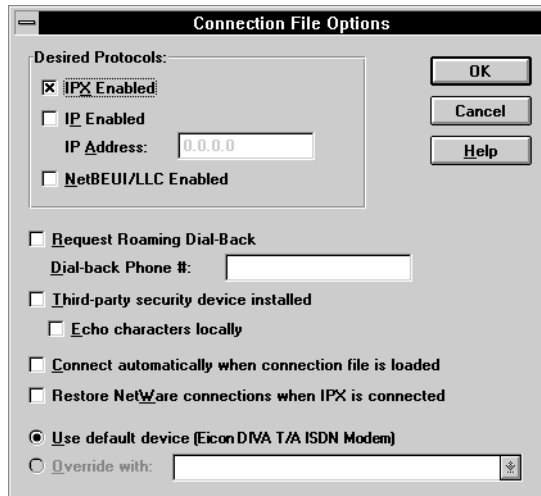 Connection File Options
Desired Protocols:
IPX Enabled
IP Enabled
IP Address: 0.0.0.0
NetBEUI/LLC Enabled
OK
Cancel
Help
Request Roaming Dial-Back
Dial-back Phone #:
Third-party security device installed
Echo characters locally
Connect automatically when connection file is loaded
Restore NetWare connections when IPX is connected
Use default device (Eicon DIVA T/A ISDN Modem)
Override with: